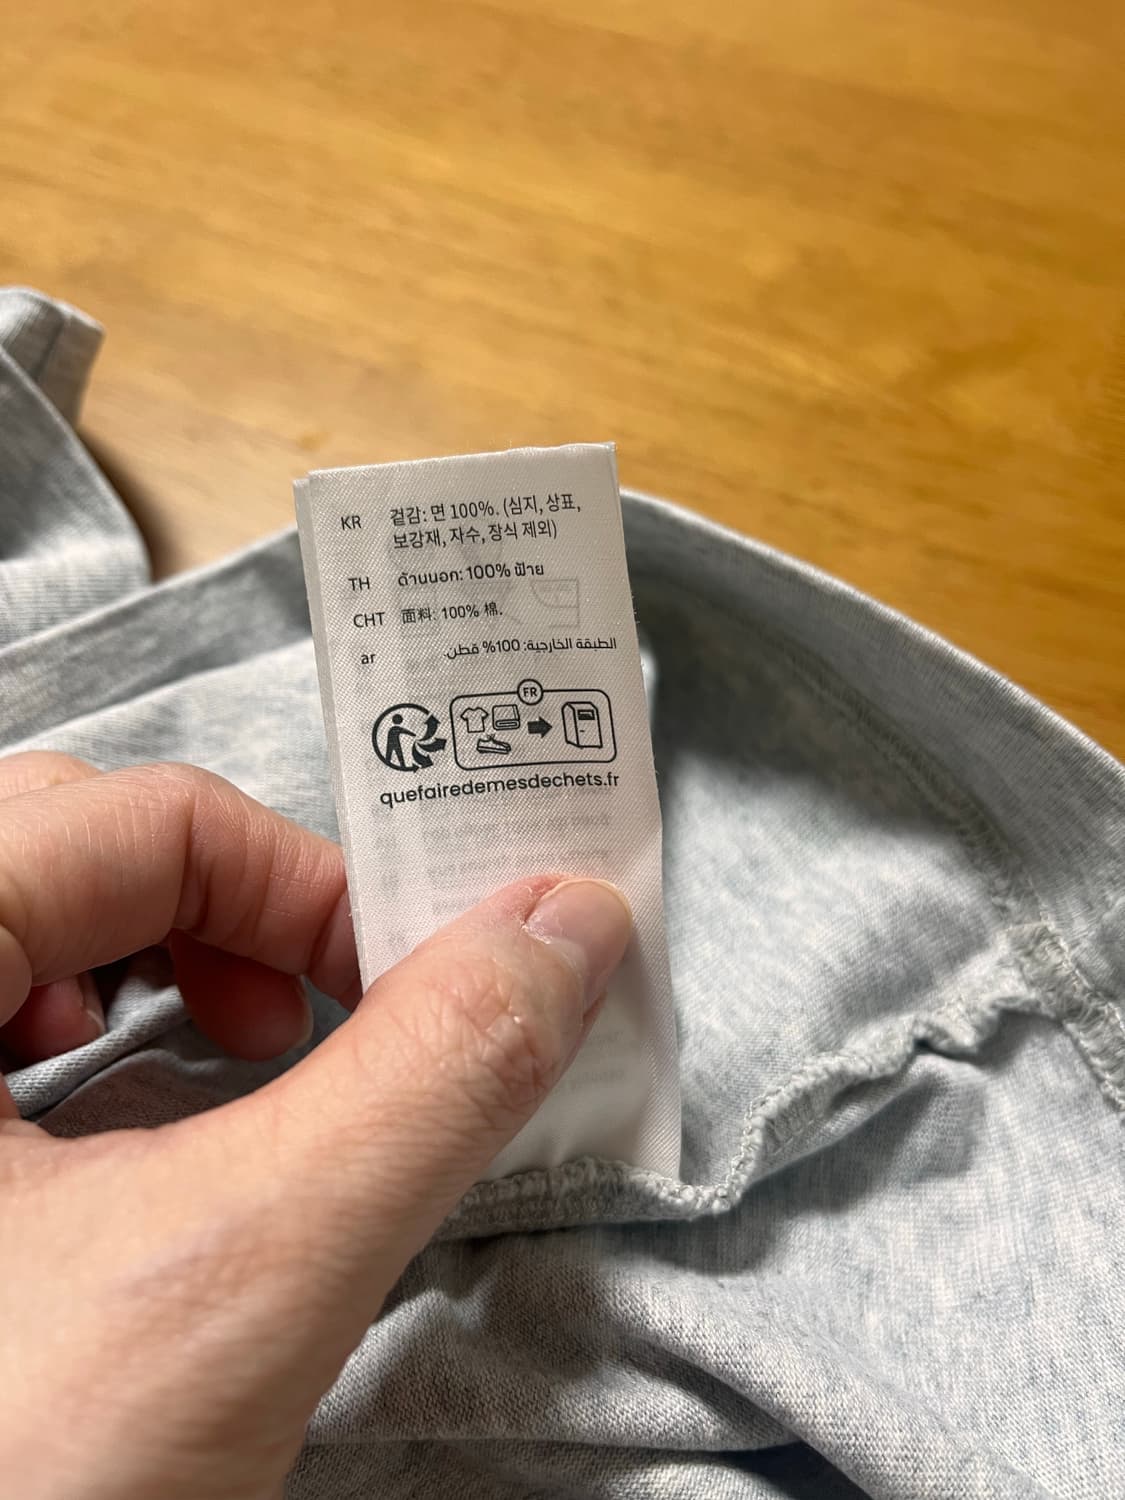 KR 겉감: 면 100%. (심지, 상표,
보강재, 자수, 장식 제외)
TH ด้านนอก: 100% ฝ้าย
CHT 面料: 100% 棉.
ar الطبقة الخارجية: 100% قطن.
FR
quefairedemesdechets.fr